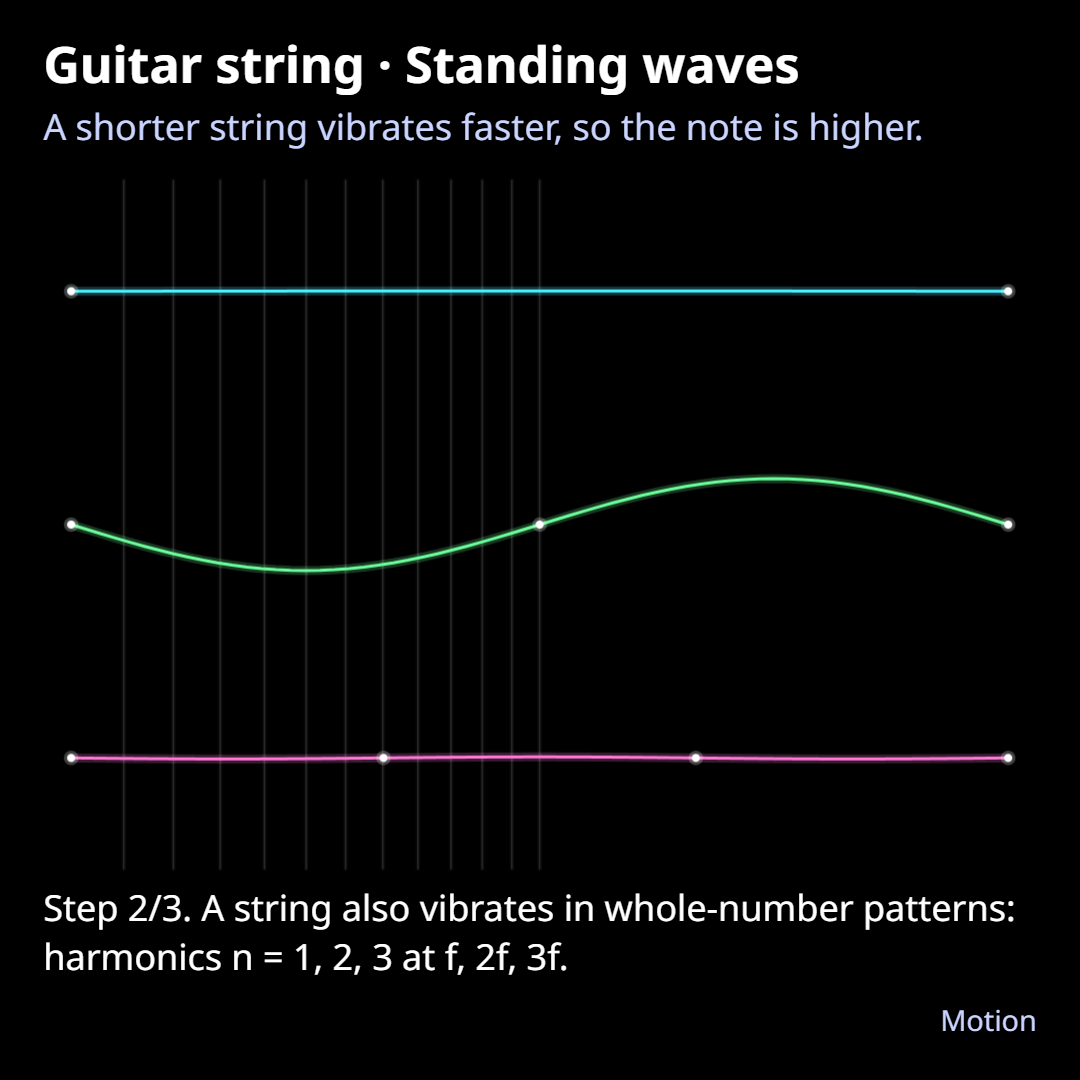 Guitar string · Standing waves
A shorter string vibrates faster, so the note is higher.
Step 2/3. A string also vibrates in whole-number patterns:
harmonics n = 1, 2, 3 at f, 2f, 3f.
Motion